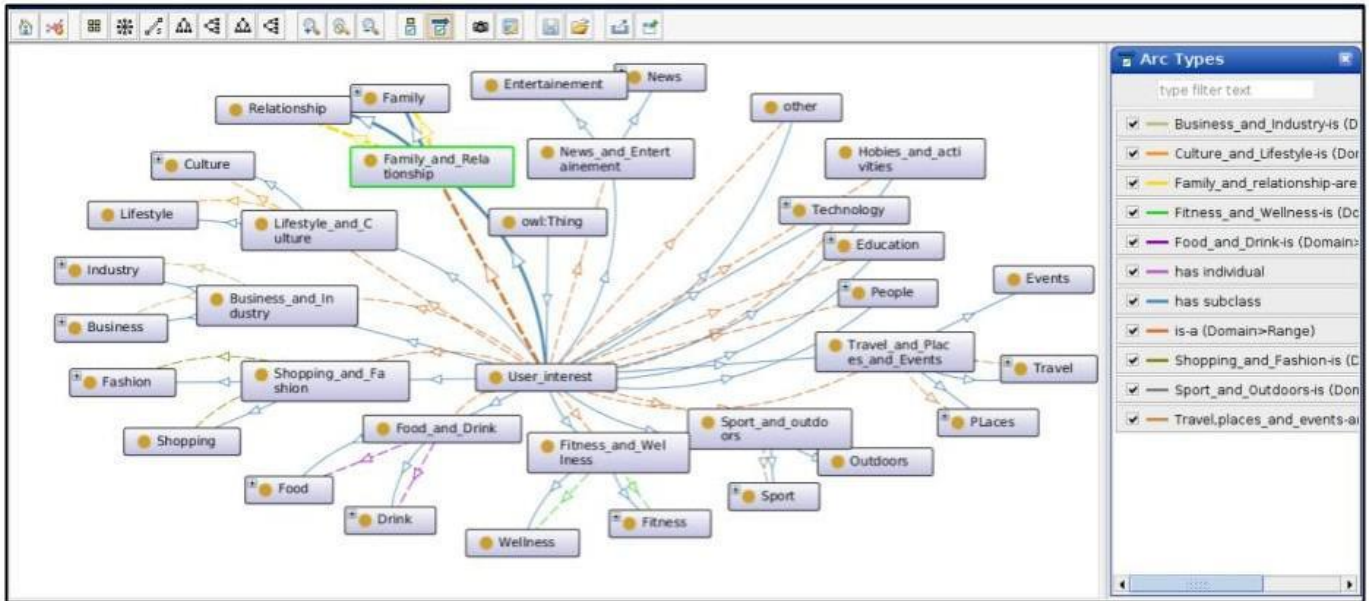 Arc Types
type filter text
Business_and_Industry-is (D
Culture_and_Lifestyle-is (Dor
Family_and_relationship-are
Fitness_and_Wellness-is (Do
Food_and_Drink-is (Domain>
has individual
has subclass
is-a (Domain>Range)
Shopping_and_Fashion-is (D
Sport_and_Outdoors-is (Don
Travel,places_and_events-a
Entertainement
News
Relationship
Family
other
Culture
Family_and_Rela
tionship
News_and_Entert
ainement
Hobies_and_acti
vities
Lifestyle
Lifestyle_and_C
ulture
owl:Thing
Technology
Education
Industry
Business_and_In
dustry
People
Events
Business
Travel_and_Plac
es_and_Events
Travel
Fashion
Shopping_and_Fa
shion
User_interest
Shopping
Food_and_Drink
Fitness_and_Wel
lness
Sport_and_outdo
ors
PLaces
Outdoors
Food
Sport
Drink
Fitness
Wellness